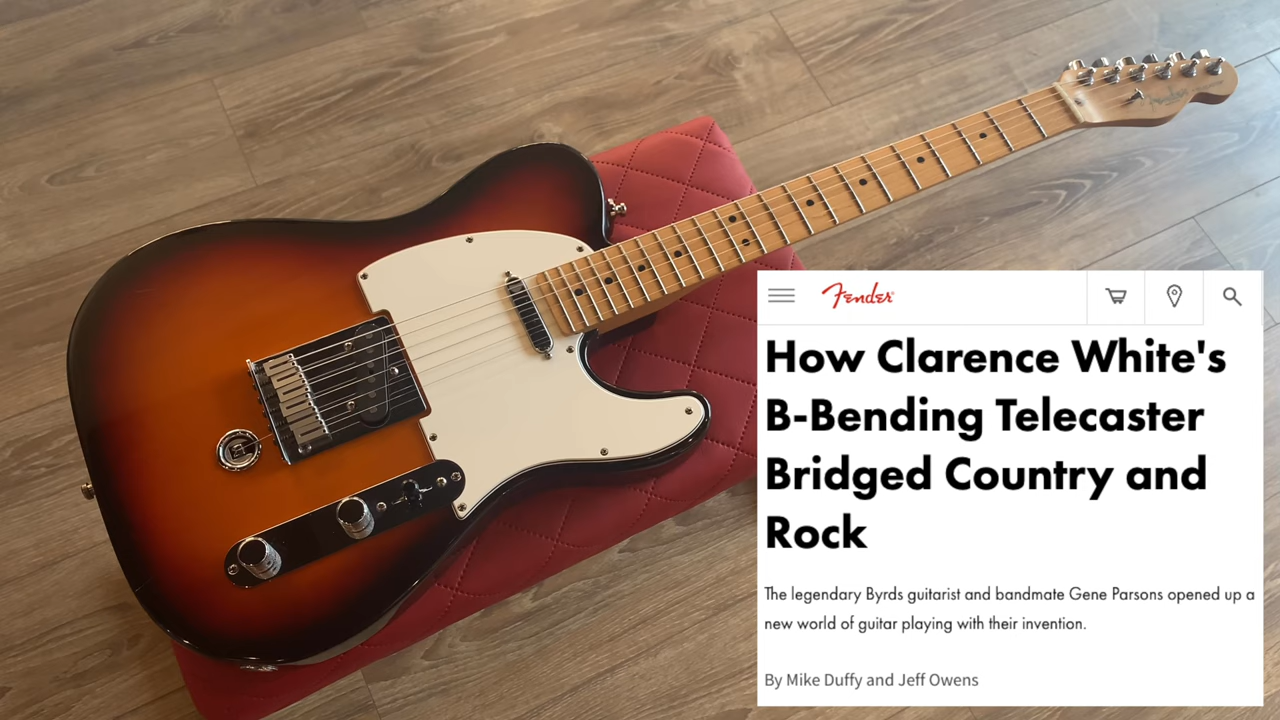 Fender
Fender
How Clarence White's
B-Bending Telecaster
Bridged Country and
Rock
The legendary Byrds guitarist and bandmate Gene Parsons opened up a
new world of guitar playing with their invention.
By Mike Duffy and Jeff Owens